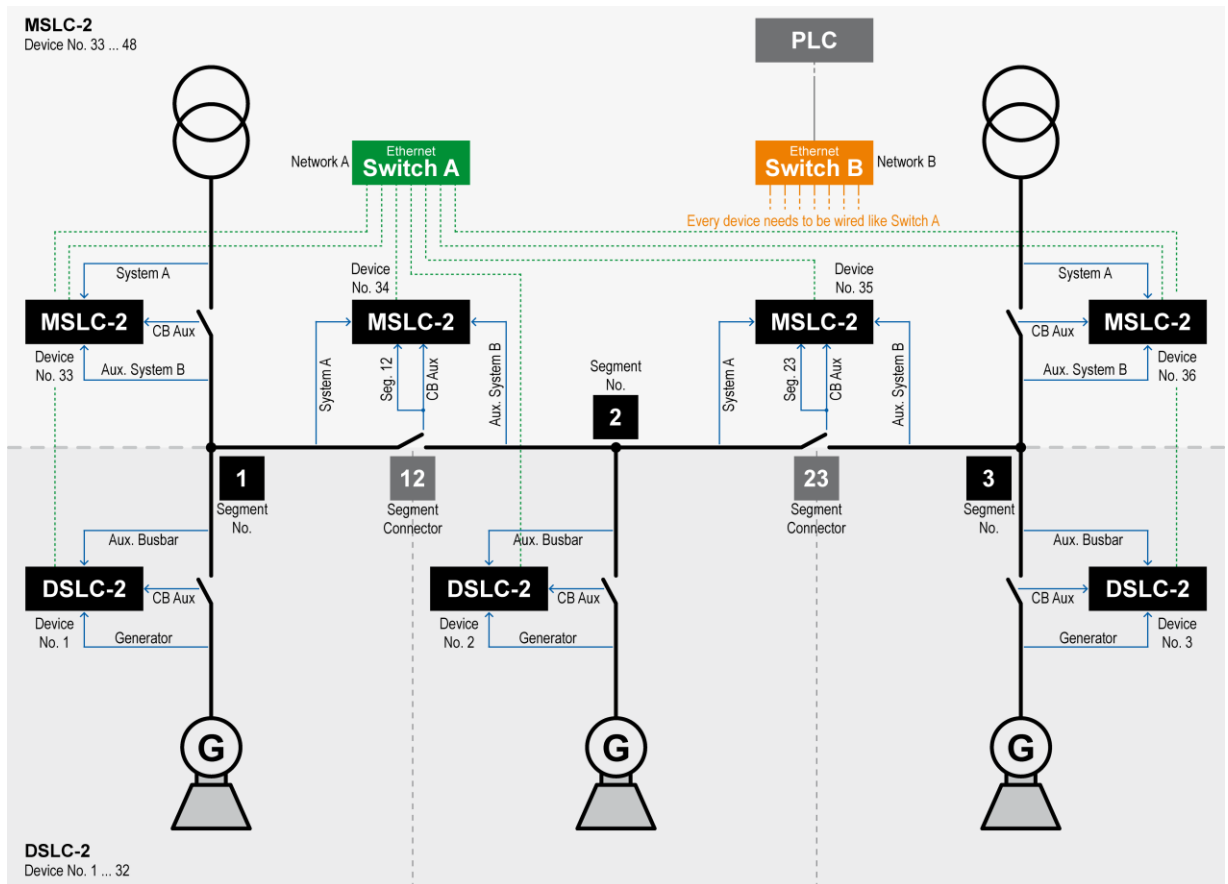 MSLC-2
Device No. 33 ... 48
PLC
Network A
Ethernet
Switch A
Ethernet
Switch B
Network B
Every device needs to be wired like Switch A
System A
MSLC-2
CB Aux
Device
No. 33
Aux. System B
Device
No. 34
MSLC-2
System A
Seg. 12
CB Aux
Aux. System B
Segment
No.
2
Device
No. 35
MSLC-2
System A
Seg. 23
CB Aux
Aux. System B
System A
MSLC-2
CB Aux
Aux. System B
Device
No. 36
1
Segment
No.
12
Segment
Connector
23
Segment
Connector
3
Segment
No.
Aux. Busbar
DSLC-2
CB Aux
Device
No. 1
Generator
Aux. Busbar
DSLC-2
CB Aux
Device
No. 2
Generator
Aux. Busbar
DSLC-2
CB Aux
Generator
Device
No. 3
G
G
G
DSLC-2
Device No. 1 ... 32